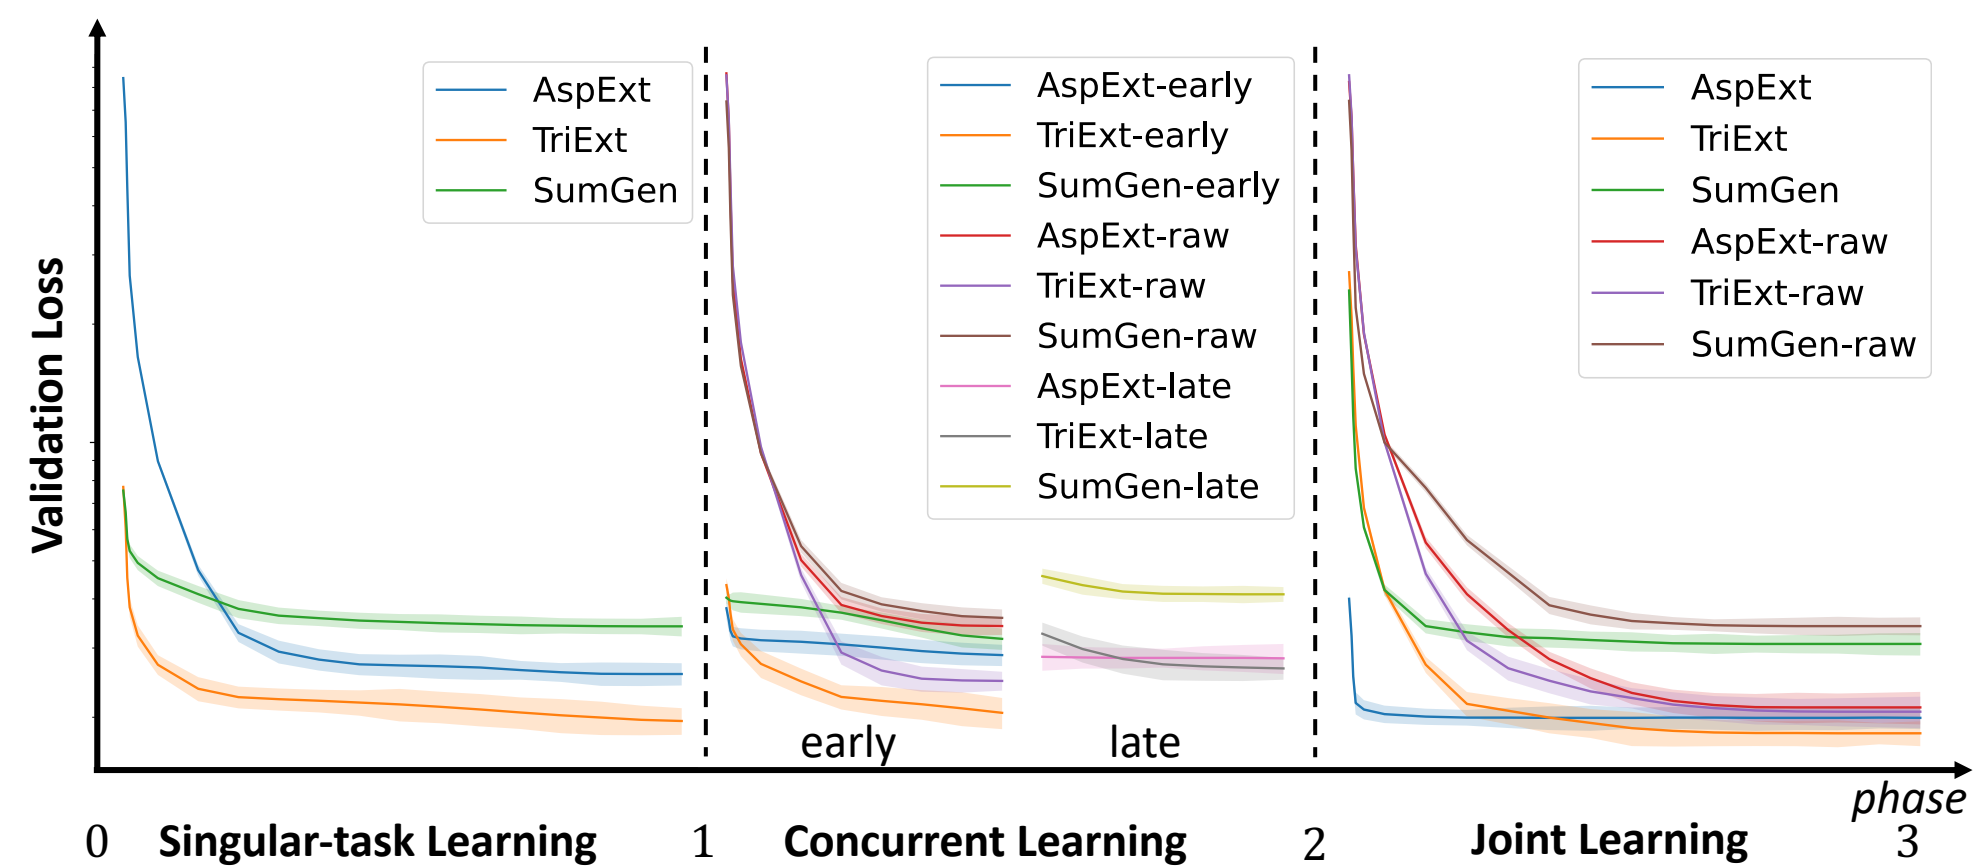 Validation Loss
AspExt
TriExt
SumGen
AspExt-early
TriExt-early
SumGen-early
AspExt-raw
TriExt-raw
SumGen-raw
AspExt-late
TriExt-late
SumGen-late
AspExt
TriExt
SumGen
AspExt-raw
TriExt-raw
SumGen-raw
early
late
phase
0 Singular-task Learning 1 Concurrent Learning 2 Joint Learning 3